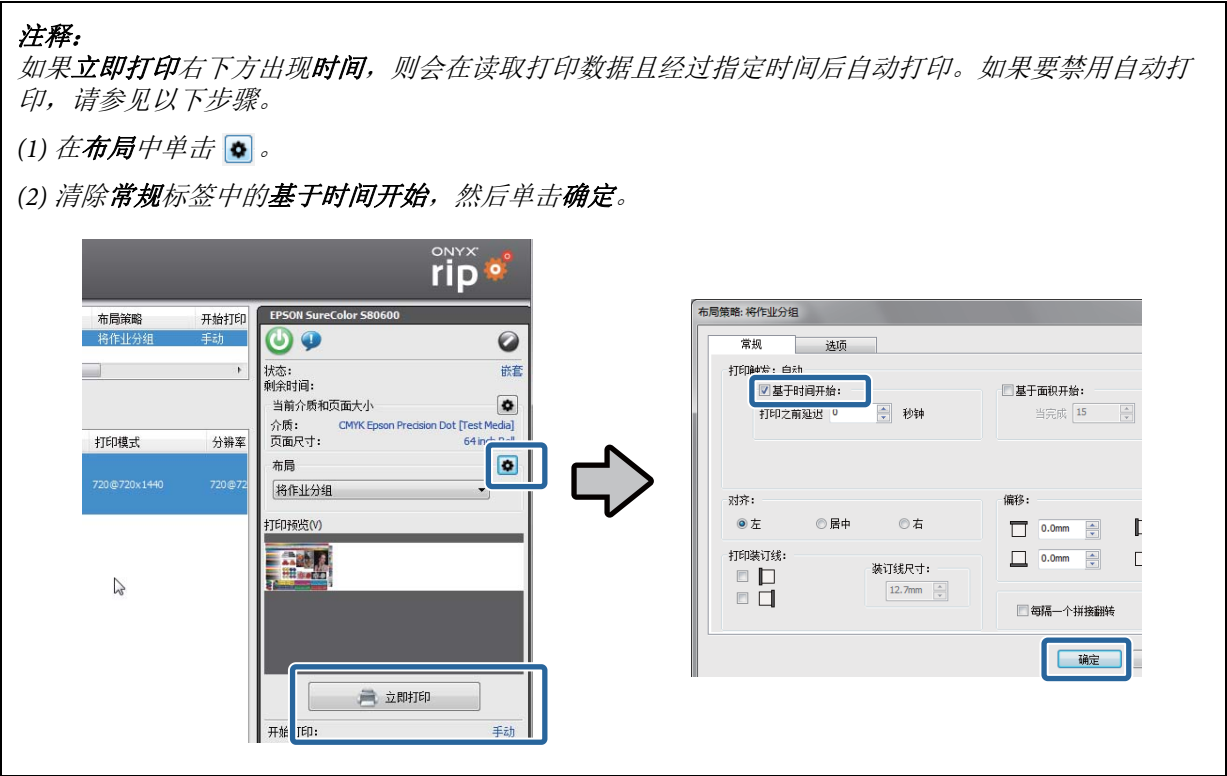 注释:
如果立即打印右下方出现时间，则会在读取打印数据且经过指定时间后自动打印。如果要禁用自动打
印，请参见以下步骤。
(1) 在布局中单击 。
(2) 清除常规标签中的基于时间开始，然后单击确定。
ONYX
rip
布局策略 开始打印
将作业分组 手动
打印模式 分辨率
720@720x1440 720@72
EPSON SureColor S80600
状态: 嵌套
剩余时间:
当前介质和页面大小
介质: CMYK Epson Precision Dot [Test Media]
页面尺寸: 64 inch Roll
布局
将作业分组
打印预览(V)
立即打印
开始打印: 手动
布局策略: 将作业分组
常规 选项
打印触发: 自动
基于时间开始: 基于面积开始:
打印之前延迟 0 秒钟 当完成 15
对齐: 偏移:
左 居中 右 0.0mm
打印装订线: 0.0mm
装订线尺寸:
12.7mm
每隔一个拼接翻转
确定